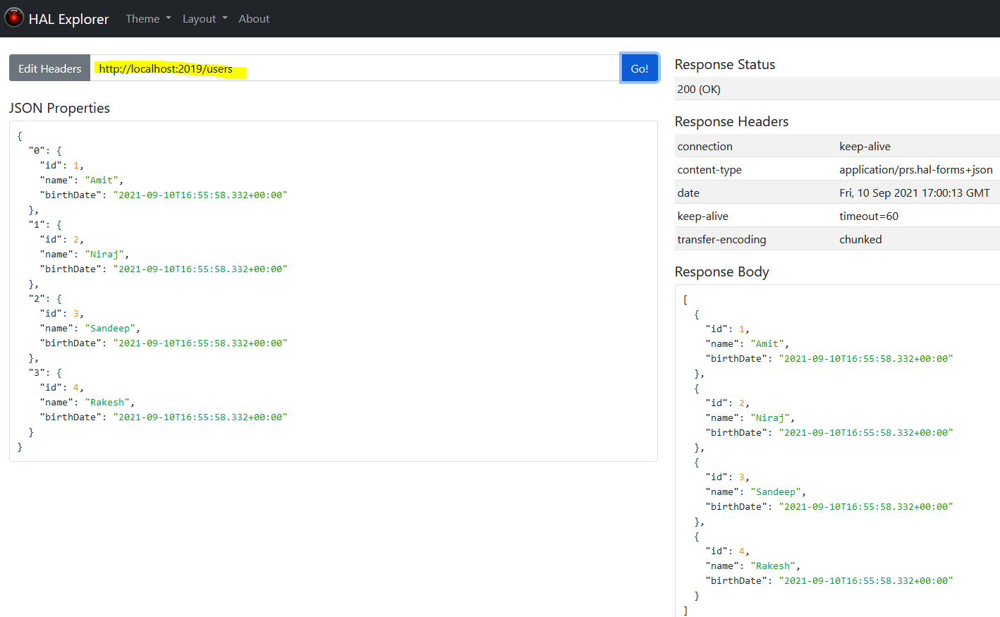 HAL Explorer Theme Layout About
Edit Headers http://localhost:2019/users Go!
JSON Properties
{
  "0": {
    "id": 1,
    "name": "Amit",
    "birthDate": "2021-09-10T16:55:58.332+00:00"
  },
  "1": {
    "id": 2,
    "name": "Niraj",
    "birthDate": "2021-09-10T16:55:58.332+00:00"
  },
  "2": {
    "id": 3,
    "name": "Sandeep",
    "birthDate": "2021-09-10T16:55:58.332+00:00"
  },
  "3": {
    "id": 4,
    "name": "Rakesh",
    "birthDate": "2021-09-10T16:55:58.332+00:00"
  }
}
Response Status
200 (OK)
Response Headers
connection keep-alive
content-type application/prs.hal-forms+json
date Fri, 10 Sep 2021 17:00:13 GMT
keep-alive timeout=60
transfer-encoding chunked
Response Body
[
  {
    "id": 1,
    "name": "Amit",
    "birthDate": "2021-09-10T16:55:58.332+00:00"
  },
  {
    "id": 2,
    "name": "Niraj",
    "birthDate": "2021-09-10T16:55:58.332+00:00"
  },
  {
    "id": 3,
    "name": "Sandeep",
    "birthDate": "2021-09-10T16:55:58.332+00:00"
  },
  {
    "id": 4,
    "name": "Rakesh",
    "birthDate": "2021-09-10T16:55:58.332+00:00"
  }
]